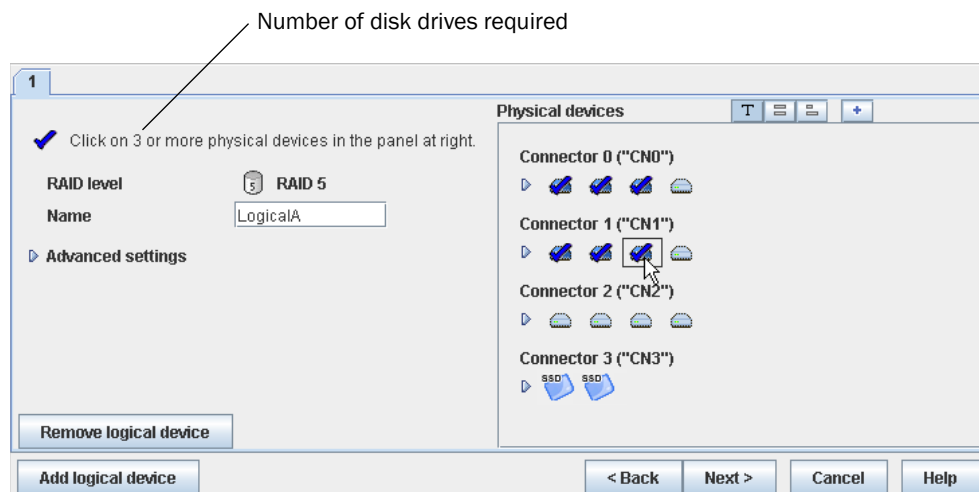 Number of disk drives required
1
Click on 3 or more physical devices in the panel at right.
RAID level
5
RAID 5
Name
LogicalA
Advanced settings
Remove logical device
Physical devices
T
+
Connector 0 ("CN0")
Connector 1 ("CN1")
Connector 2 ("CN2")
Connector 3 ("CN3")
SSD SSD
Add logical device
< Back Next > Cancel Help